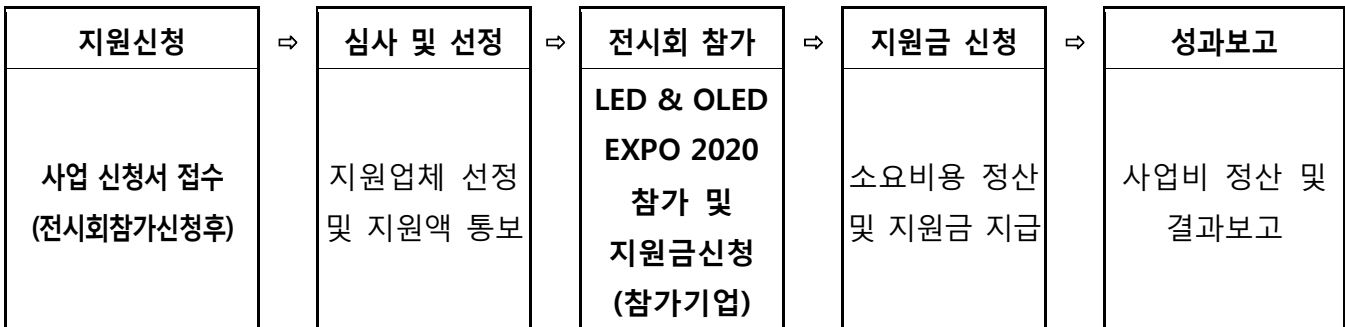 지원신청 ⇨ 심사 및 선정 ⇨ 전시회 참가 ⇨ 지원금 신청 ⇨ 성과보고
사업 신청서 접수
(전시회참가신청후)
지원업체 선정
및 지원액 통보
LED & OLED
EXPO 2020
참가 및
지원금신청
(참가기업)
소요비용 정산
및 지원금 지급
사업비 정산 및
결과보고